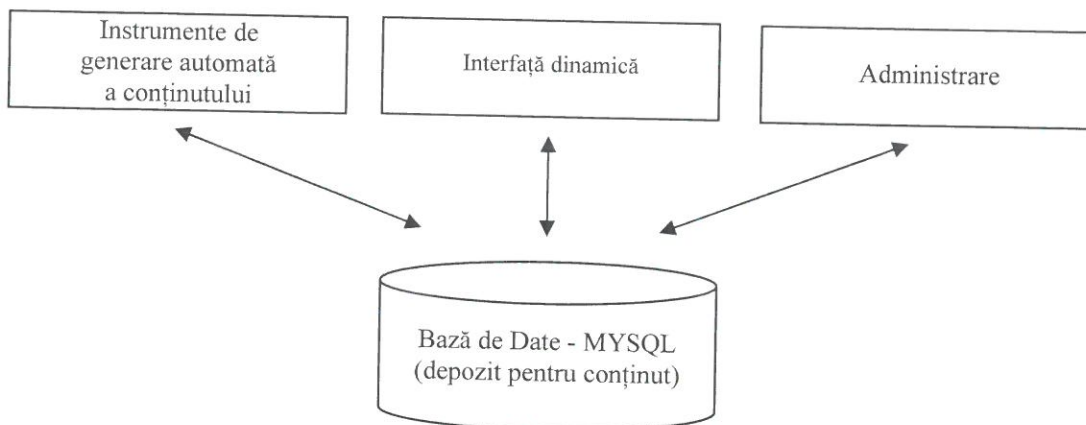 Instrumente de
generare automată
a conținutului
Interfață dinamică
Administrare
Bază de Date - MYSQL
(depozit pentru conținut)